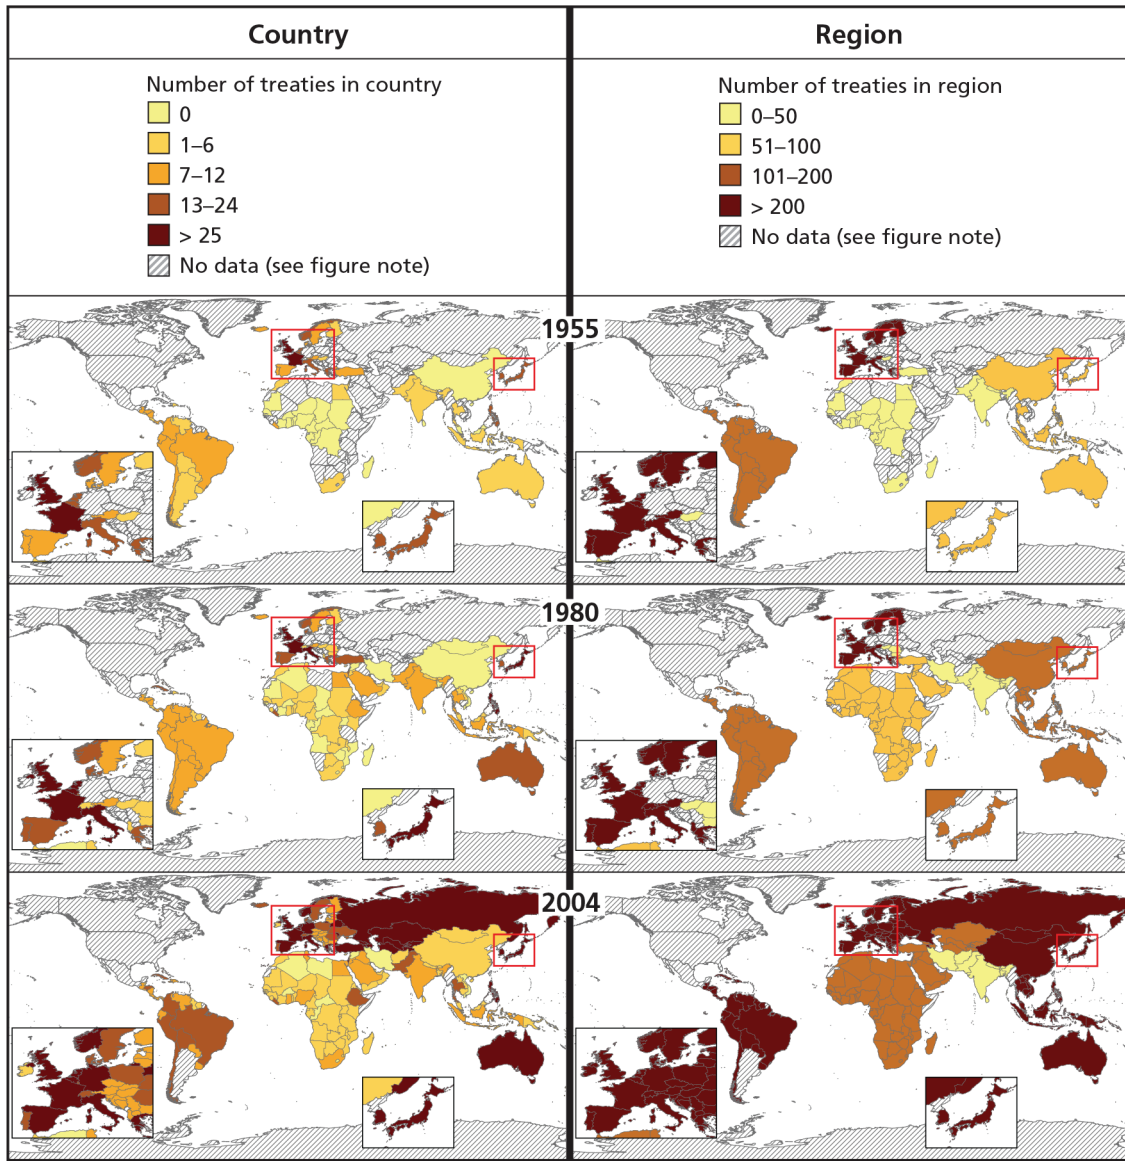 Country
Number of treaties in country
0
1–6
7–12
13–24
> 25
No data (see figure note)
Region
Number of treaties in region
0–50
51–100
101–200
> 200
No data (see figure note)
1955
1980
2004